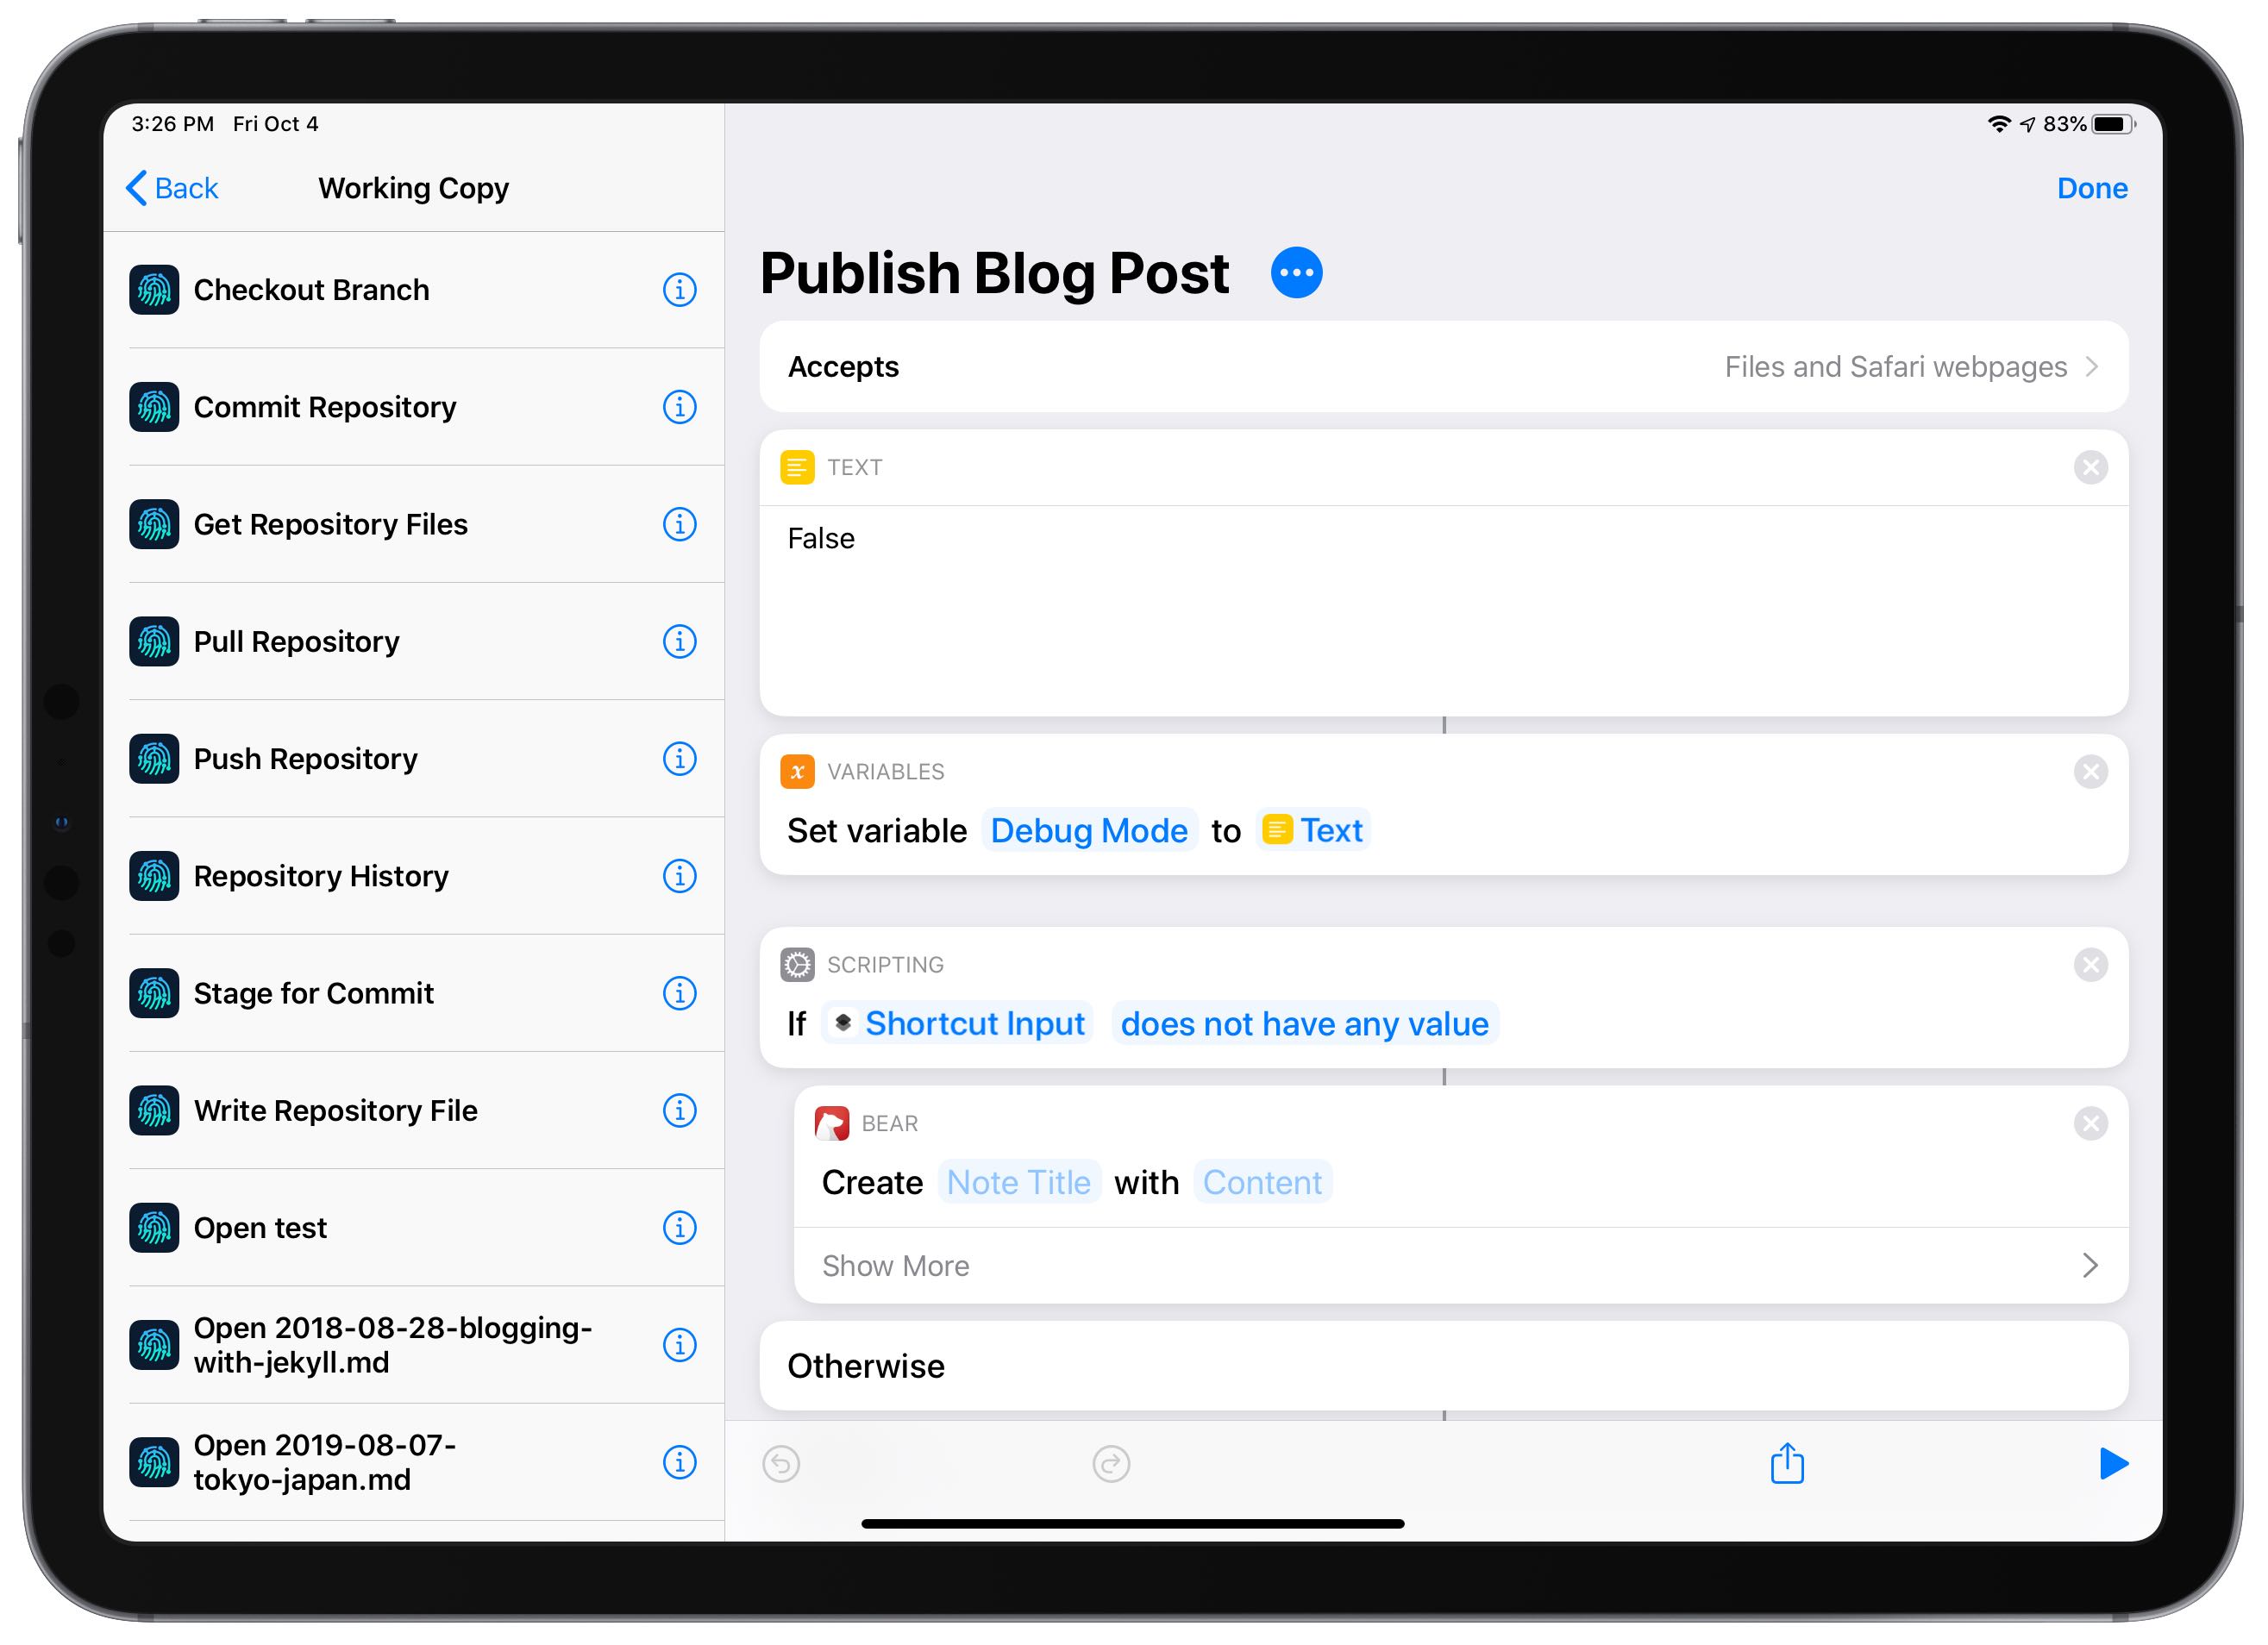 3:26 PM Fri Oct 4
83%
Back
Working Copy
Done
Checkout Branch
Commit Repository
Get Repository Files
Pull Repository
Push Repository
Repository History
Stage for Commit
Write Repository File
Open test
Open 2018-08-28-blogging-
with-jekyll.md
Open 2019-08-07-
tokyo-japan.md
Publish Blog Post
Accepts
Files and Safari webpages
TEXT
False
VARIABLES
Set variable Debug Mode to Text
SCRIPTING
If Shortcut Input does not have any value
BEAR
Create Note Title with Content
Show More
Otherwise